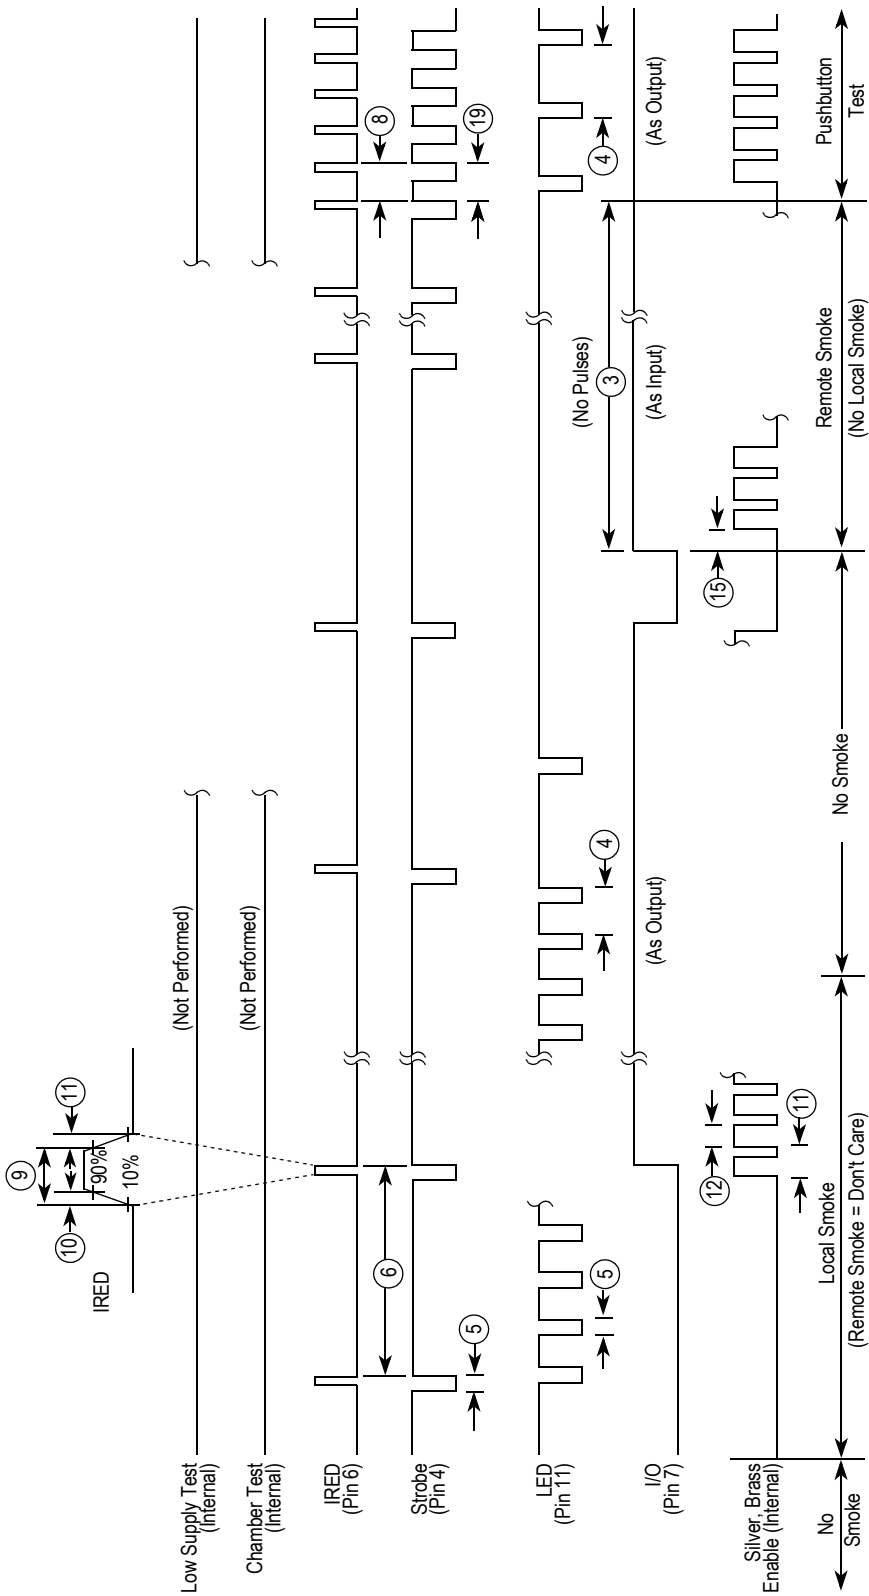 9
10
11
IRED
90%
10%
Low Supply Test
(Internal)
(Not Performed)
Chamber Test
(Internal)
(Not Performed)
IRED
(Pin 6)
6
8
Strobe
(Pin 4)
5
19
LED
(Pin 11)
5
4
(No Pulses)
3
4
I/O
(Pin 7)
(As Output)
(As Input)
(As Output)
12
15
Silver, Brass
Enable (Internal)
11
No
Smoke
Local Smoke
(Remote Smoke = Don't Care)
No Smoke
Remote Smoke
(No Local Smoke)
Pushbutton
Test